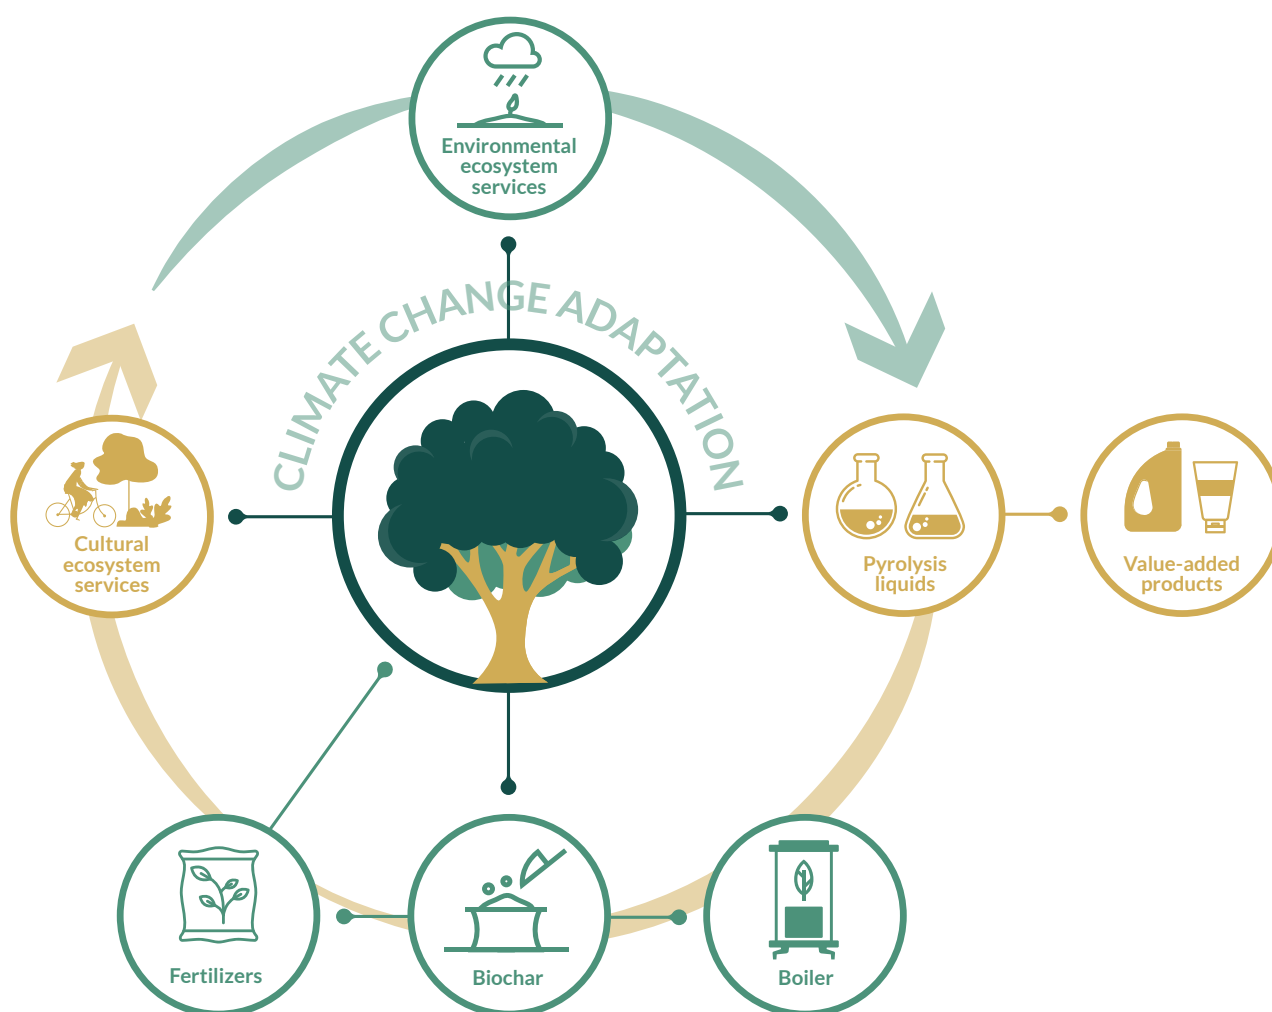 Environmental
ecosystem
services
CLIMATE CHANGE ADAPTATION
Cultural
ecosystem
services
Pyrolysis
liquids
Value-added
products
Fertilizers
Biochar
Boiler